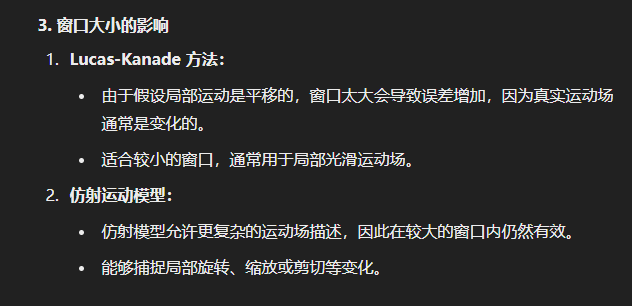 3. 窗口大小的影响
1. Lucas-Kanade 方法：
• 由于假设局部运动是平移的，窗口太大会导致误差增加，因为真实运动场
通常是变化的。
• 适合较小的窗口，通常用于局部光滑运动场。
2. 仿射运动模型：
• 仿射模型允许更复杂的运动场描述，因此在较大的窗口内仍然有效。
• 能够捕捉局部旋转、缩放或剪切等变化。